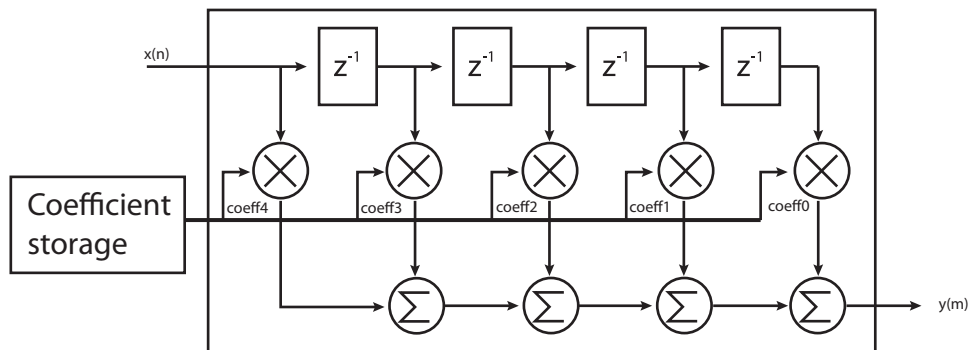 x(n)
z⁻¹ z⁻¹ z⁻¹ z⁻¹
Coefficient
storage
coeff4 coeff3 coeff2 coeff1 coeff0
Σ Σ Σ Σ
y(m)